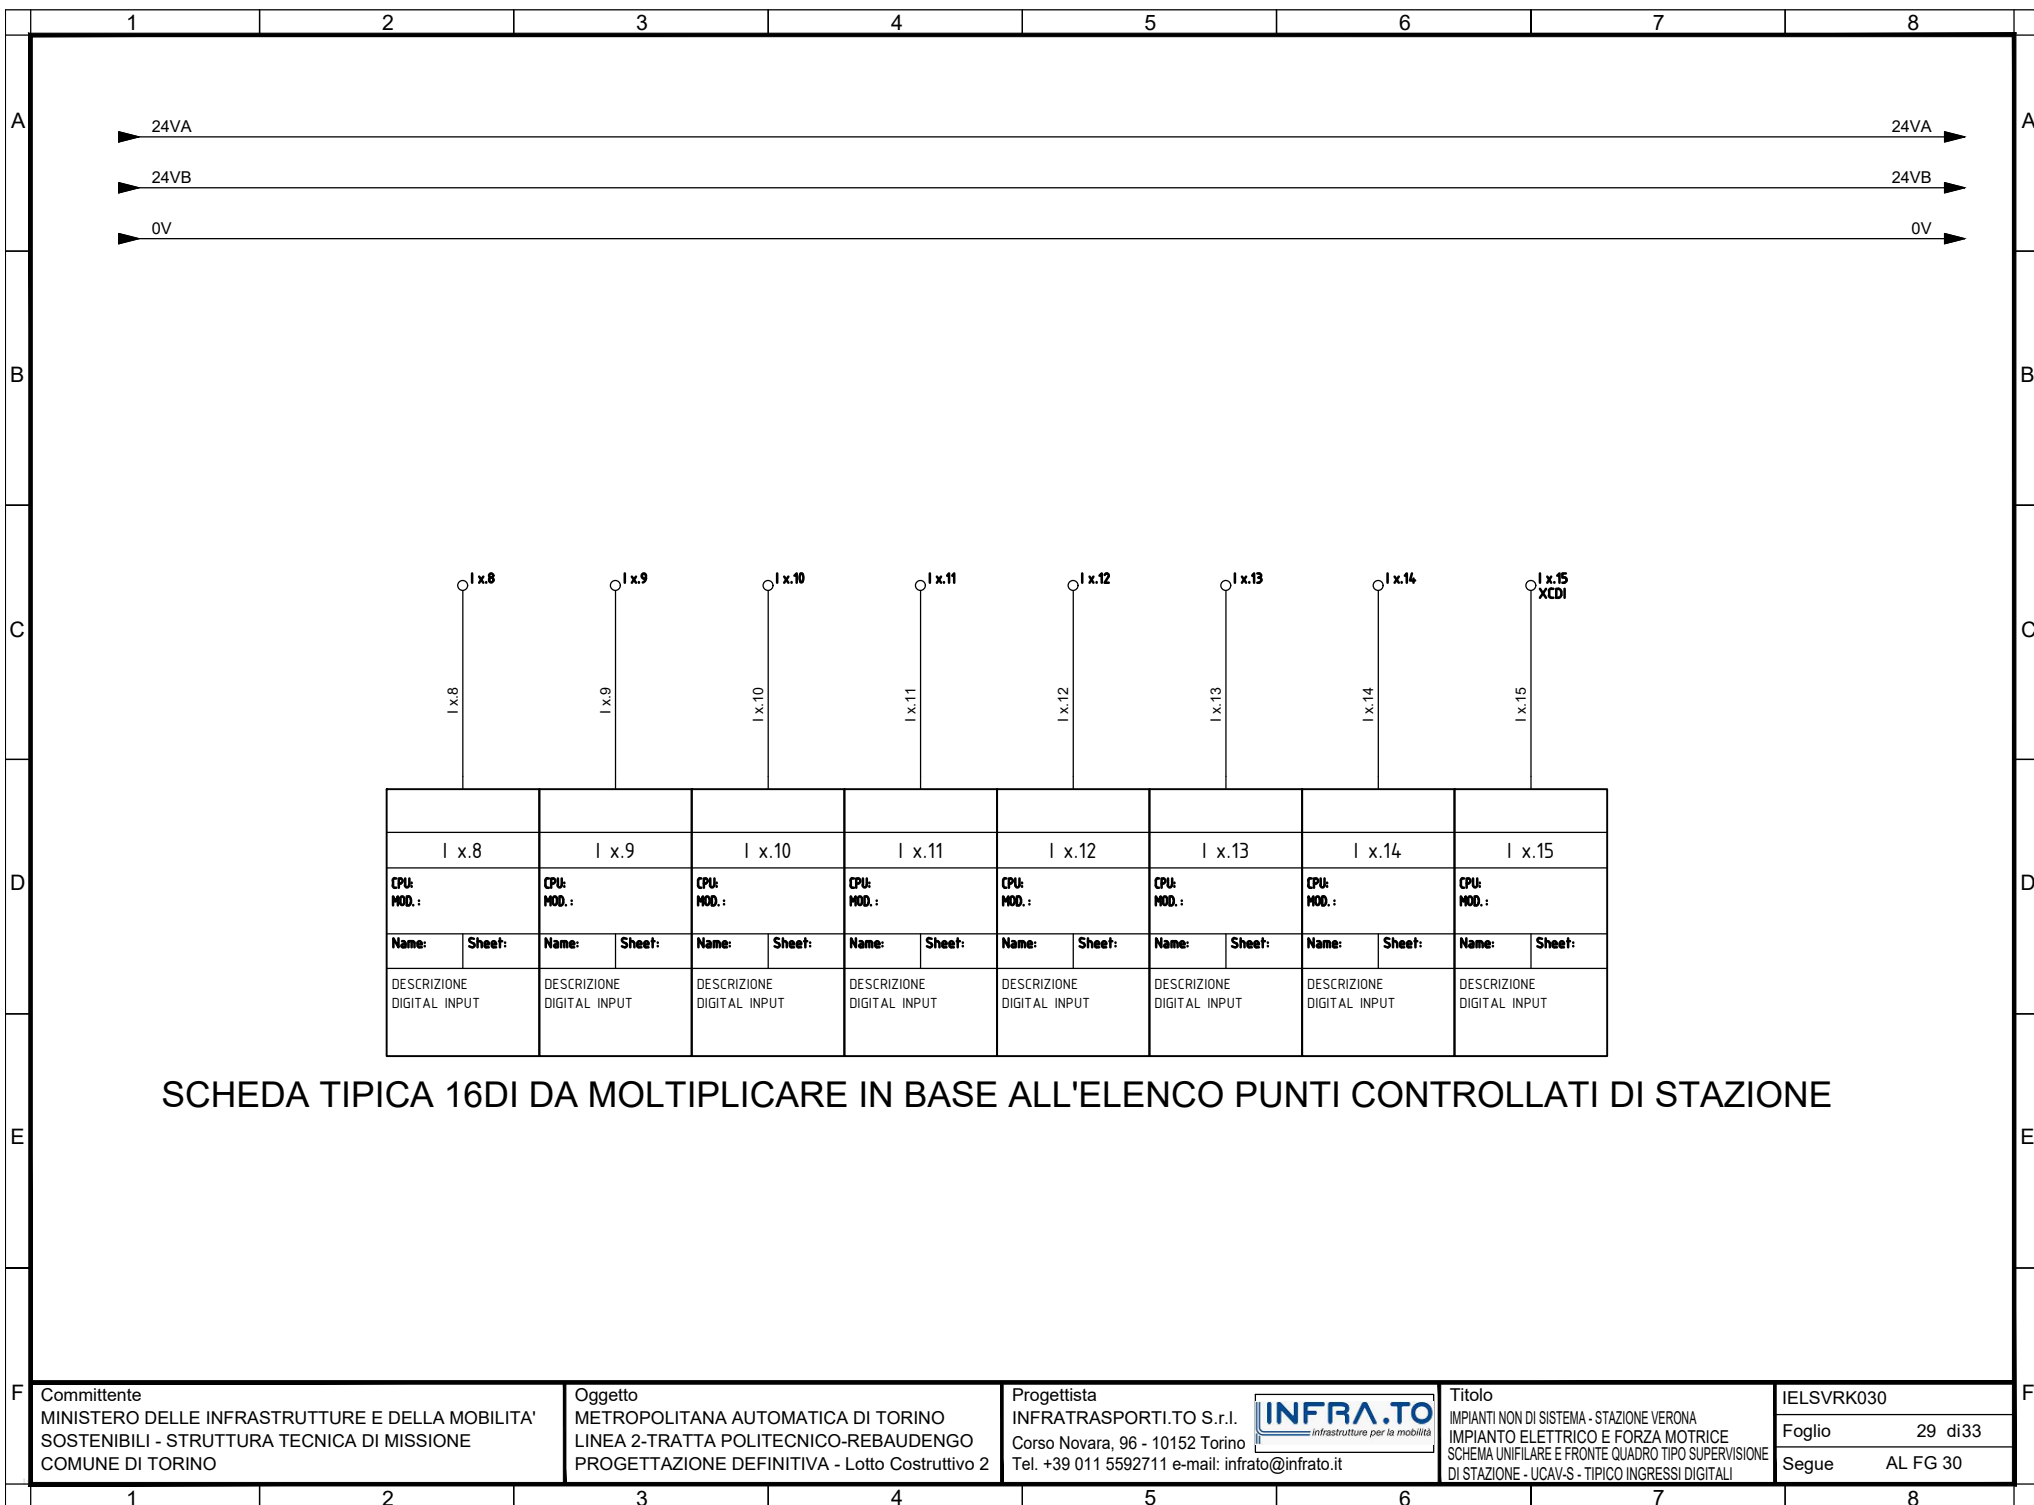 1 2 3 4 5 6 7 8
A A
24VA 24VA
24VB 24VB
0V 0V
B B
I x.8 I x.9 I x.10 I x.11 I x.12 I x.13 I x.14 I x.15
XCDI
C C
I x.8 I x.9 I x.10 I x.11 I x.12 I x.13 I x.14 I x.15
I x.8 I x.9 I x.10 I x.11 I x.12 I x.13 I x.14 I x.15
D D
CPU: CPU: CPU: CPU: CPU: CPU: CPU: CPU:
MOD. : MOD. : MOD. : MOD. : MOD. : MOD. : MOD. : MOD. :
Name: Sheet: Name: Sheet: Name: Sheet: Name: Sheet: Name: Sheet: Name: Sheet: Name: Sheet: Name: Sheet:
DESCRIZIONE DESCRIZIONE DESCRIZIONE DESCRIZIONE DESCRIZIONE DESCRIZIONE DESCRIZIONE DESCRIZIONE
DIGITAL INPUT DIGITAL INPUT DIGITAL INPUT DIGITAL INPUT DIGITAL INPUT DIGITAL INPUT DIGITAL INPUT DIGITAL INPUT
SCHEDA TIPICA 16DI DA MOLTIPLICARE IN BASE ALL'ELENCO PUNTI CONTROLLATI DI STAZIONE
E E
F F
Committente
MINISTERO DELLE INFRASTRUTTURE E DELLA MOBILITA'
SOSTENIBILI - STRUTTURA TECNICA DI MISSIONE
COMUNE DI TORINO
Oggetto
METROPOLITANA AUTOMATICA DI TORINO
LINEA 2-TRATTA POLITECNICO-REBAUDENGO
PROGETTAZIONE DEFINITIVA - Lotto Costruttivo 2
Progettista
INFRATRASPORTI.TO S.r.l.
Corso Novara, 96 - 10152 Torino
Tel. +39 011 5592711 e-mail: infrato@infrato.it
INFRA.TO
infrastrutture per la mobilità
Titolo
IMPIANTI NON DI SISTEMA - STAZIONE VERONA
IMPIANTO ELETTRICO E FORZA MOTRICE
SCHEMA UNIFILARE E FRONTE QUADRO TIPO SUPERVISIONE
DI STAZIONE - UCAV-S - TIPICO INGRESSI DIGITALI
IELSVRK030
Foglio 29 di33
Segue AL FG 30
1 2 3 4 5 6 7 8